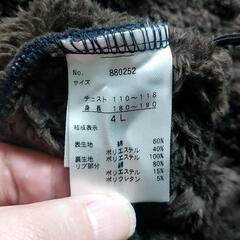 No. 880252
サイズ
チェスト 110〜118
身長 180〜190
4L
組成表示
表生地 綿 60%
ポリエステル 40%
裏生地 ポリエステル 100%
リブ部分 綿 80%
ポリエステル 15%
ポリウレタン 5%